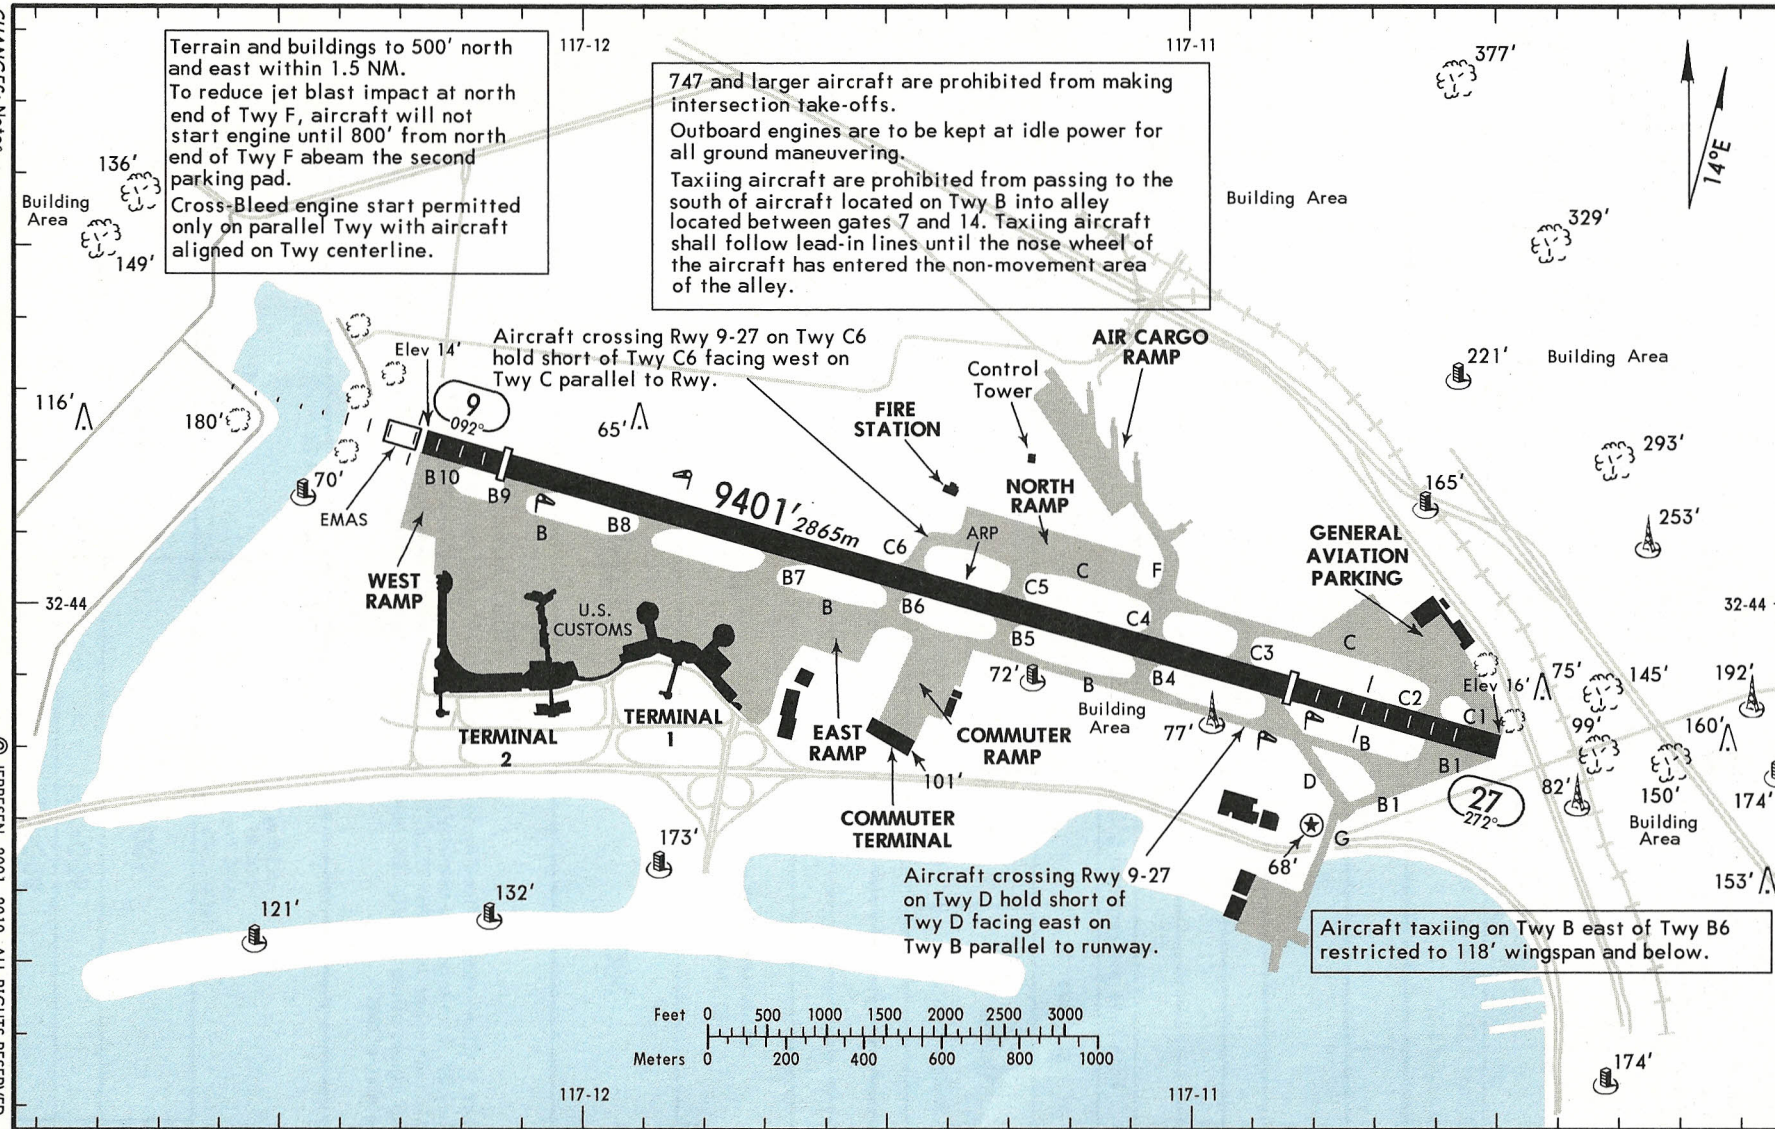 117-12
117-11
Terrain and buildings to 500' north
and east within 1.5 NM.
To reduce jet blast impact at north
end of Twy F, aircraft will not
start engine until 800' from north
end of Twy F abeam the second
parking pad.
Cross-Bleed engine start permitted
only on parallel Twy with aircraft
aligned on Twy centerline.
747 and larger aircraft are prohibited from making
intersection take-offs.
Outboard engines are to be kept at idle power for
all ground maneuvering.
Taxiing aircraft are prohibited from passing to the
south of aircraft located on Twy B into alley
located between gates 7 and 14. Taxiing aircraft
shall follow lead-in lines until the nose wheel of
the aircraft has entered the non-movement area
of the alley.
377'
14°E
136'
Building
Area
149'
Building Area
329'
Elev 14'
Aircraft crossing Rwy 9-27 on Twy C6
hold short of Twy C6 facing west on
Twy C parallel to Rwy.
AIR CARGO
RAMP
Control
Tower
221'
Building Area
116'
180'
9
092°
65'
FIRE
STATION
293'
70'
EMAS
B10
B9
B
B8
9401'
2865m
NORTH
RAMP
ARP
165'
253'
GENERAL
AVIATION
PARKING
C6
C
F
C5
C4
WEST
RAMP
32-44
U.S.
CUSTOMS
B7
B
B6
B5
32-44
C
C3
72'
B
B4
C2
Elev 16'
75'
145'
192'
C1
99'
160'
TERMINAL
2
TERMINAL
1
EAST
RAMP
COMMUTER
RAMP
Building
Area
77'
B
B1
101'
D
B1
27
272°
82'
150'
174'
Building
Area
COMMUTER
TERMINAL
173'
68'
G
153'
121'
132'
Aircraft crossing Rwy 9-27
on Twy D hold short of
Twy D facing east on
Twy B parallel to runway.
Aircraft taxiing on Twy B east of Twy B6
restricted to 118' wingspan and below.
Feet 0 500 1000 1500 2000 2500 3000
Meters 0 200 400 600 800 1000
174'
117-12
117-11